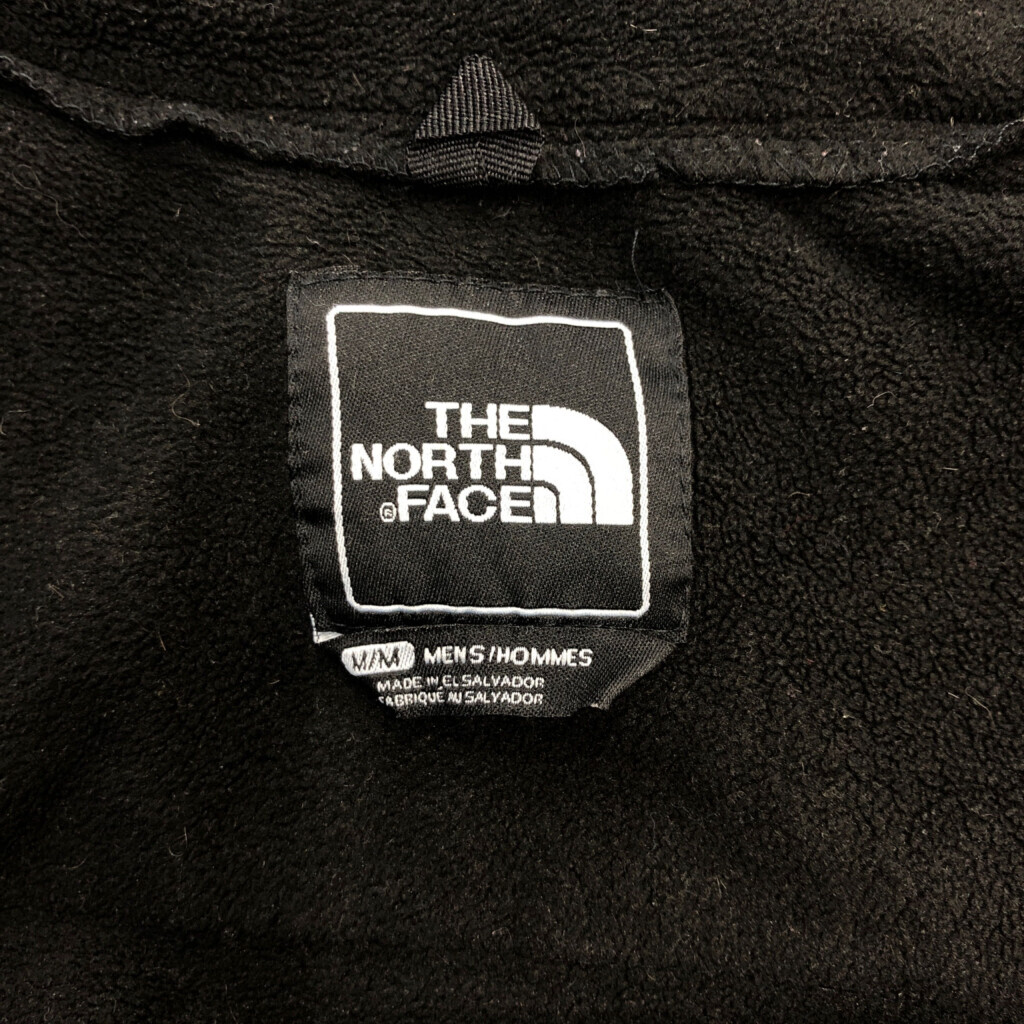 THE
NORTH
®FACE
M/M MENS/HOMMES
MADE IN EL SALVADOR
FABRIQUE AU SALVADOR